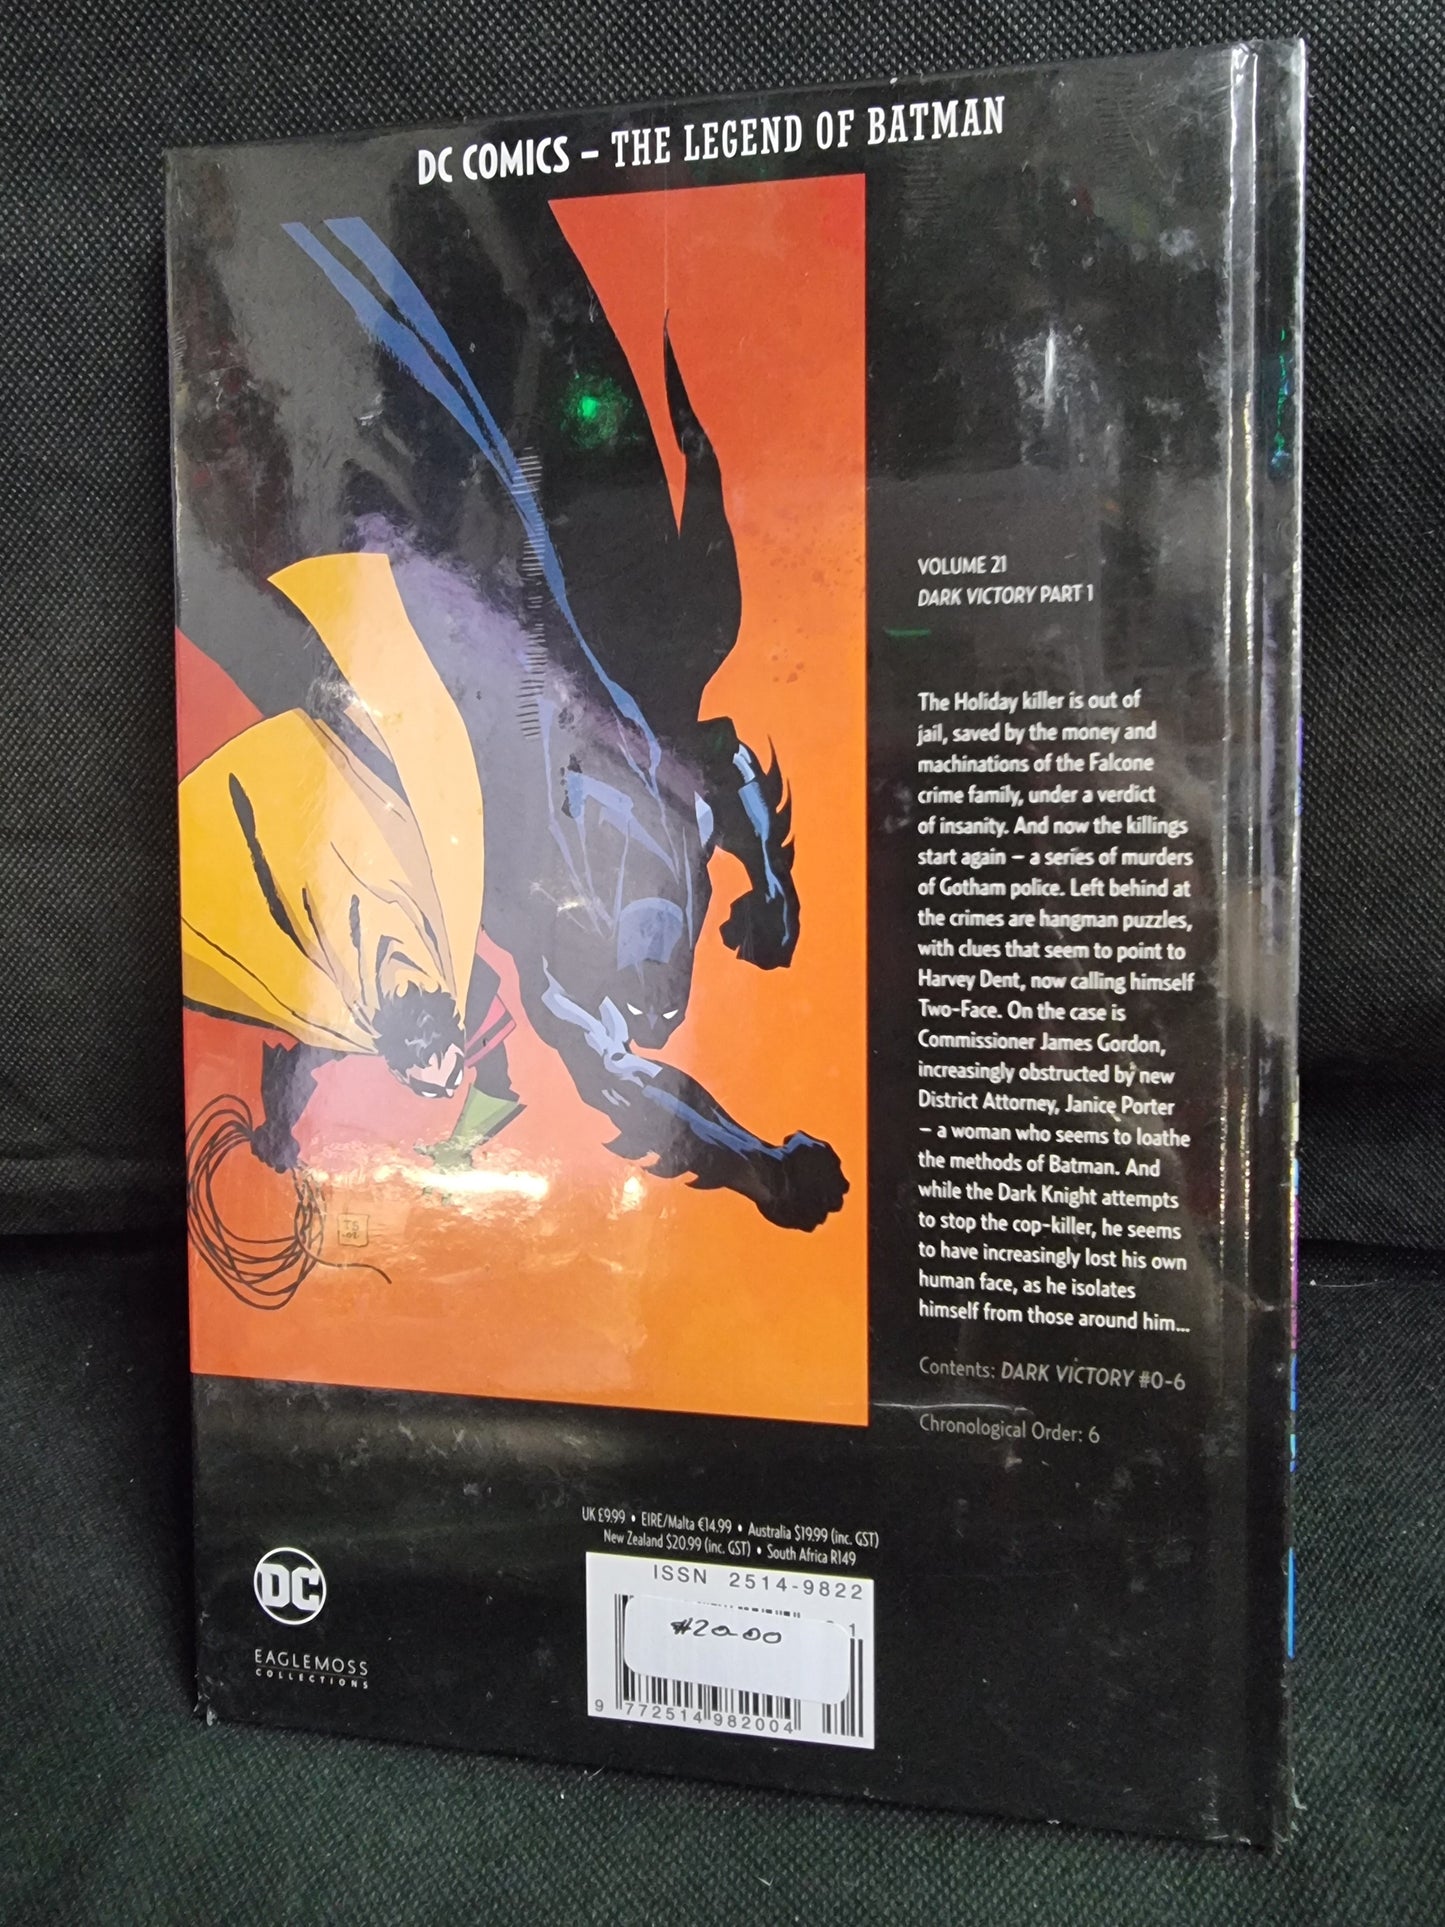 DC COMICS – THE LEGEND OF BATMAN
VOLUME 21
DARK VICTORY PART 1
The Holiday killer is out of
jail, saved by the money and
machinations of the Falcone
crime family, under a verdict
of insanity. And now the killings
start again – a series of murders
of Gotham police. Left behind at
the crimes are hangman puzzles,
with clues that seem to point to
Harvey Dent, now calling himself
Two-Face. On the case is
Commissioner James Gordon,
increasingly obstructed by new
District Attorney, Janice Porter
– a woman who seems to loathe
the methods of Batman. And
while the Dark Knight attempts
to stop the cop-killer, he seems
to have increasingly lost his own
human face, as he isolates
himself from those around him...
Contents: DARK VICTORY #0-6
Chronological Order: 6
TS
UK £9.99 • EIRE/Malta €14.99 • Australia $19.99 (inc. GST)
New Zealand $20.99 (inc. GST) • South Africa R149
ISSN 2514-9822
20.00
9 772514 982004
DC
EAGLEMOSS
COLLECTIONS